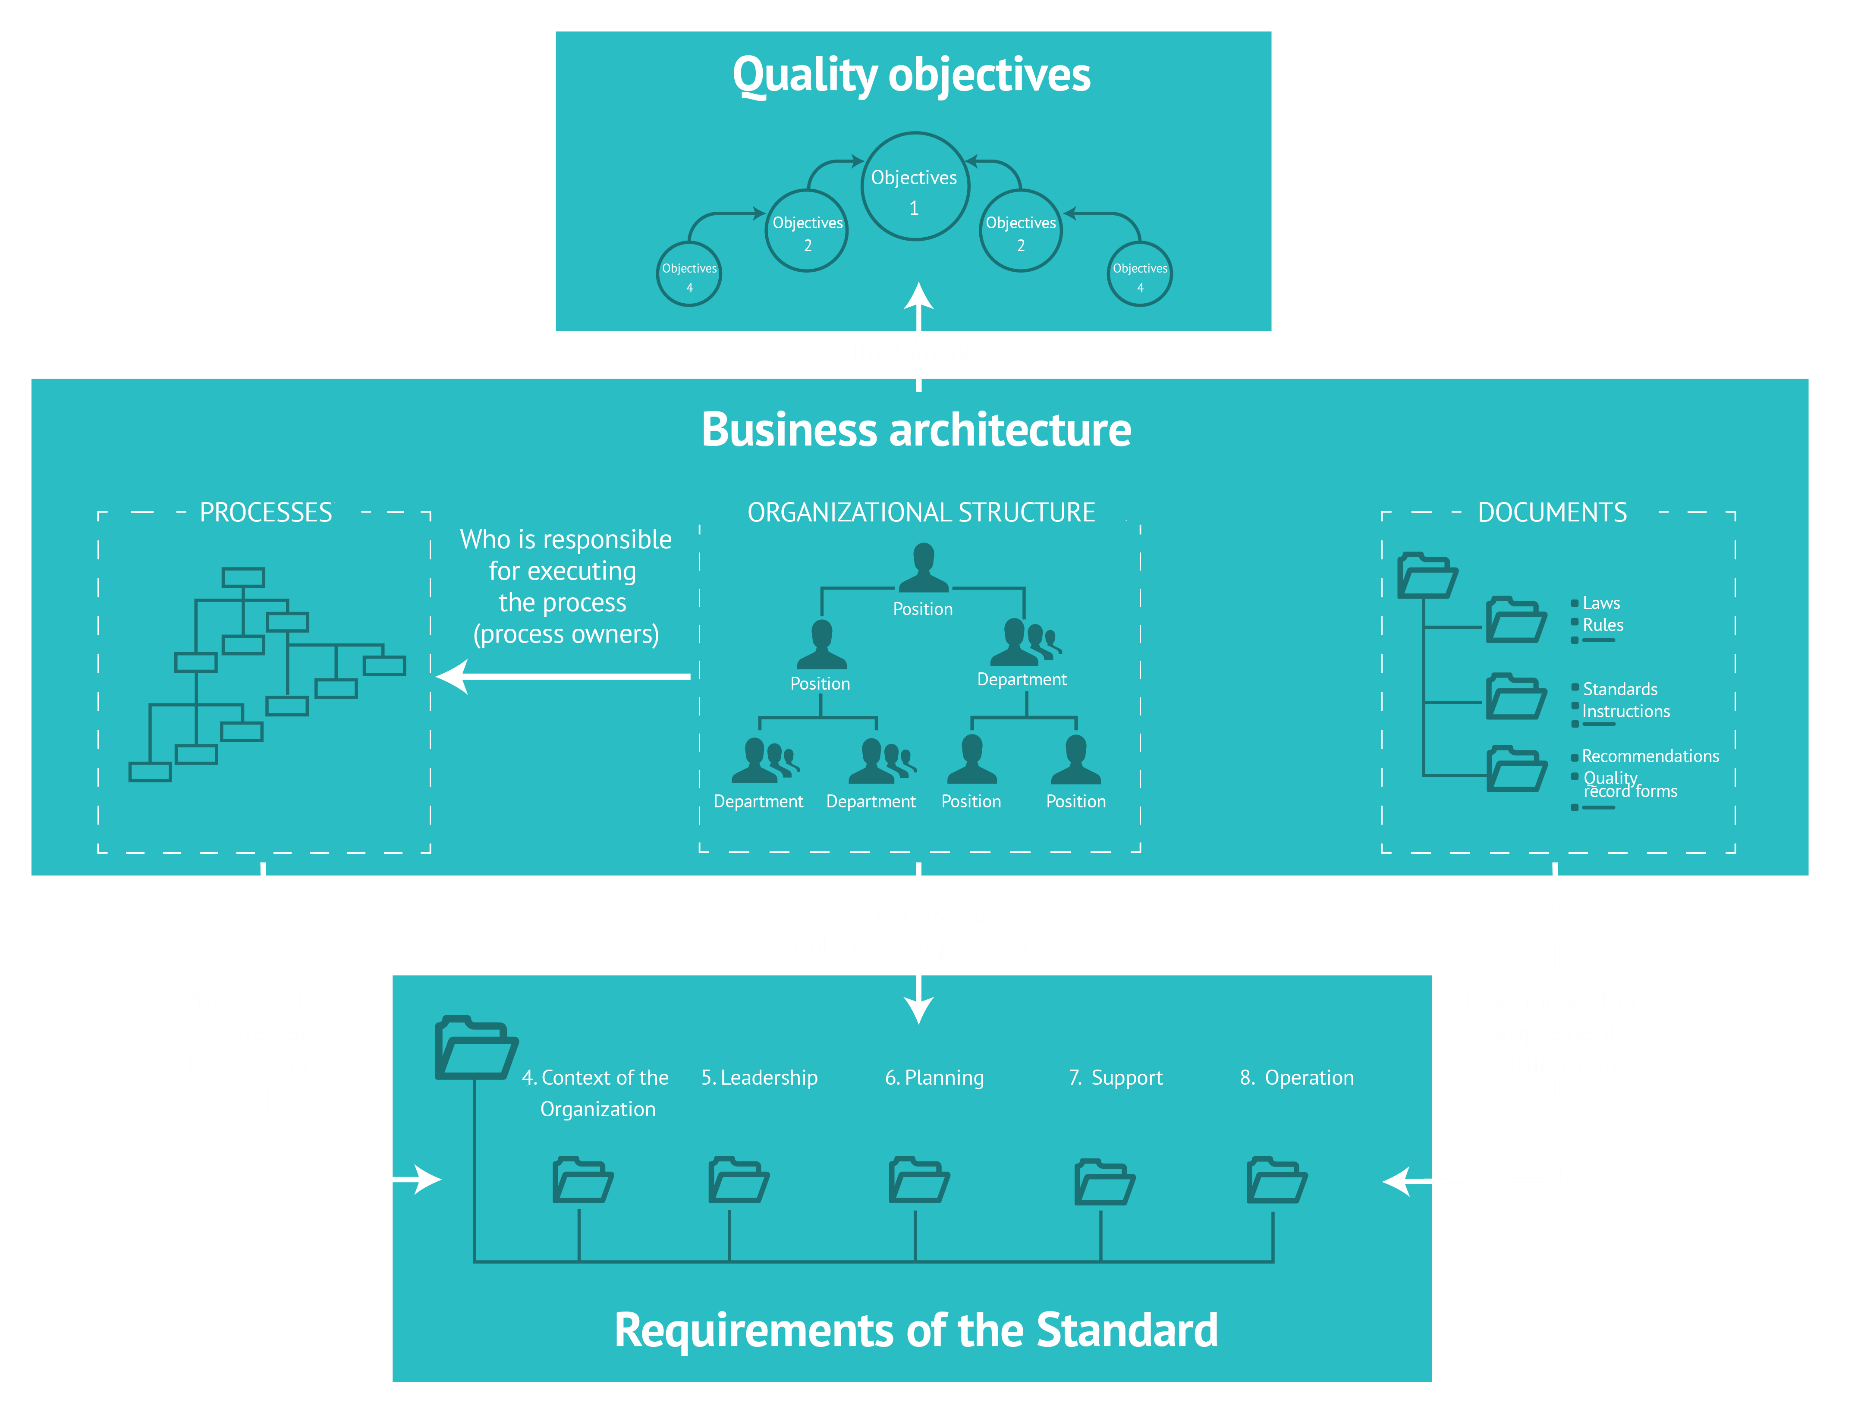 Quality objectives
Objectives
1
Objectives
2
Objectives
2
Objectives
4
Objectives
4
Business architecture
PROCESSES
Who is responsible
for executing
the process
(process owners)
ORGANIZATIONAL STRUCTURE
Position
Position
Department
Department
Department
Position
Position
DOCUMENTS
Laws
Rules
Standards
Instructions
Recommendations
Quality
record forms
4. Context of the
Organization
5. Leadership
6. Planning
7. Support
8. Operation
Requirements of the Standard